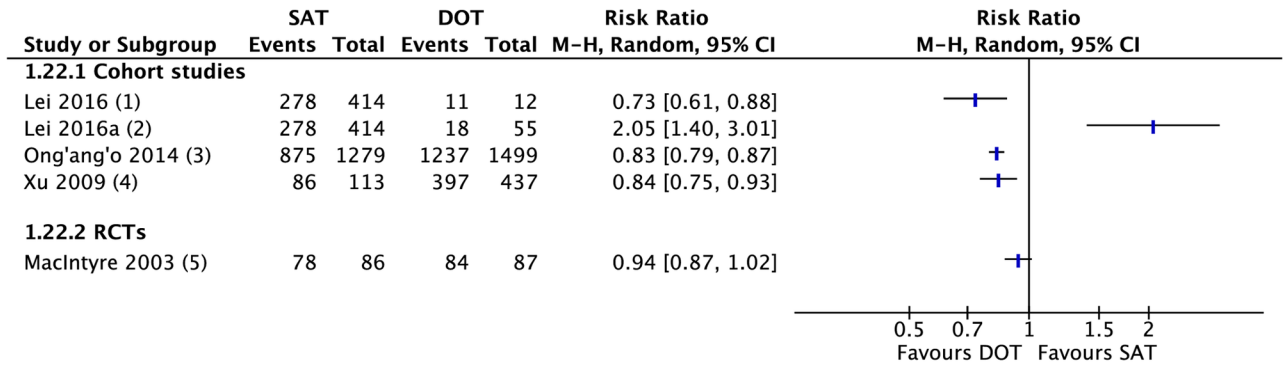 SAT DOT Risk Ratio Risk Ratio
Study or Subgroup Events Total Events Total M-H, Random, 95% CI M-H, Random, 95% CI
1.22.1 Cohort studies
Lei 2016 (1) 278 414 11 12 0.73 [0.61, 0.88]
Lei 2016a (2) 278 414 18 55 2.05 [1.40, 3.01]
Ong'ang'o 2014 (3) 875 1279 1237 1499 0.83 [0.79, 0.87]
Xu 2009 (4) 86 113 397 437 0.84 [0.75, 0.93]
1.22.2 RCTs
MacIntyre 2003 (5) 78 86 84 87 0.94 [0.87, 1.02]
0.5 0.7 1 1.5 2
Favours DOT Favours SAT